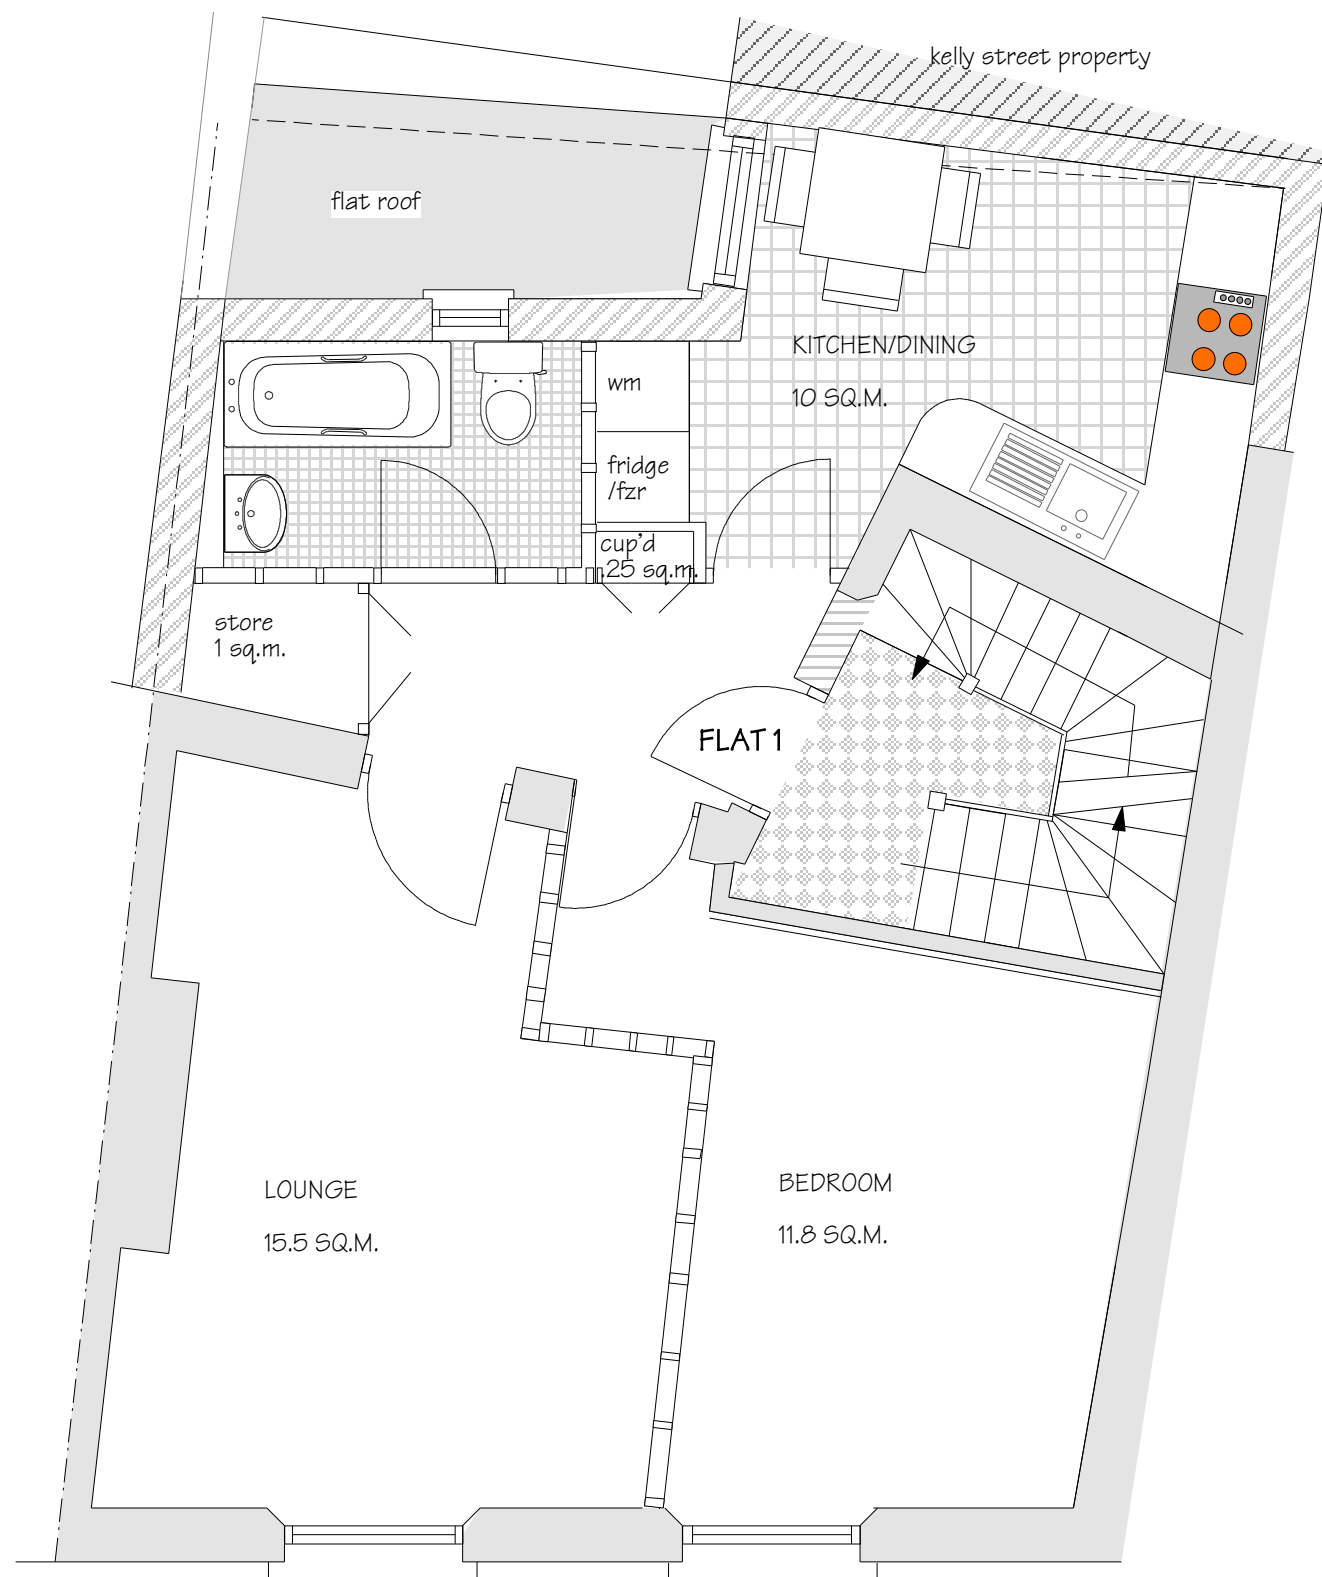 kelly street property
flat roof
KITCHEN/DINING
10 SQ.M.
wm
fridge
/fzr
cup'd
.25 sq.m.
store
1 sq.m.
FLAT 1
LOUNGE
15.5 SQ.M.
BEDROOM
11.8 SQ.M.